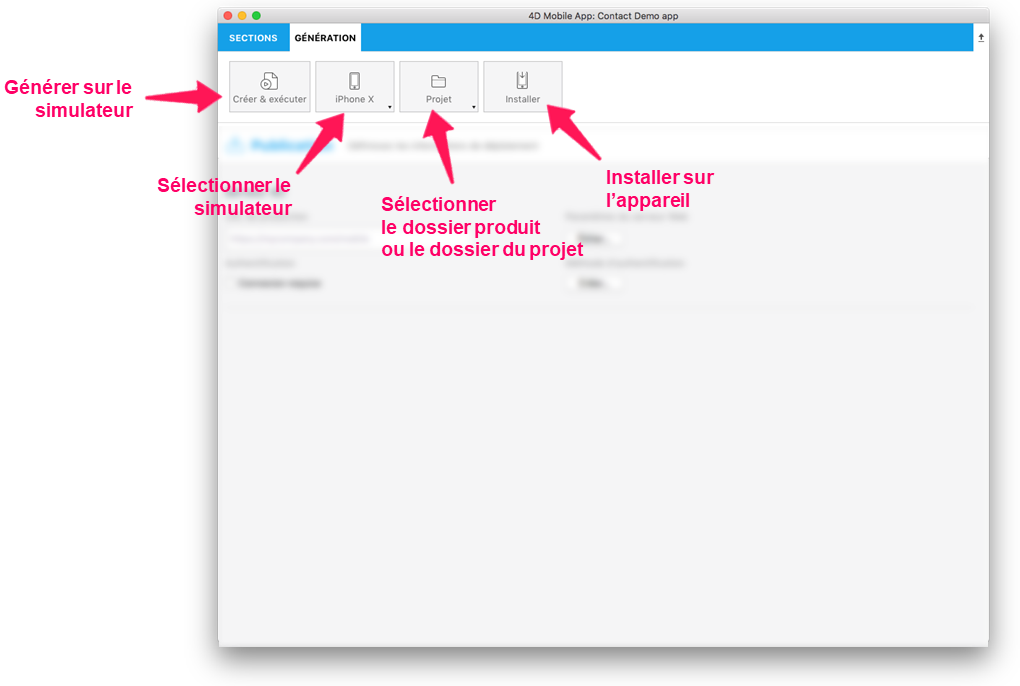 4D Mobile App: Contact Demo app
SECTIONS
GÉNÉRATION
Créer & exécuter
iPhone X
Projet
Installer
Générer sur le
simulateur
Sélectionner le
simulateur
Sélectionner
le dossier produit
ou le dossier du projet
Installer sur
l’appareil